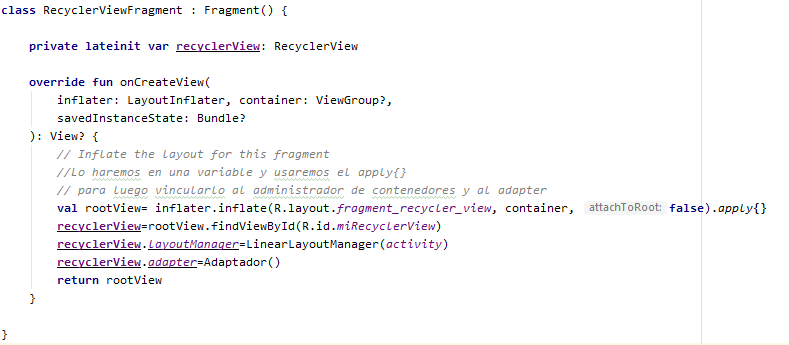 class RecyclerViewFragment : Fragment() {
private lateinit var recyclerView: RecyclerView
override fun onCreateView(
inflater: LayoutInflater, container: ViewGroup?,
savedInstanceState: Bundle?
): View? {
// Inflate the layout for this fragment
//Lo haremos en una variable y usaremos el apply{}
// para luego vincularlo al administrador de contenedores y al adapter
val rootView= inflater.inflate(R.layout.fragment_recycler_view, container, attachToRoot: false).apply{}
recyclerView=rootView.findViewById(R.id.miRecyclerView)
recyclerView.LayoutManager=LinearLayoutManager(activity)
recyclerView.adapter=Adaptador()
return rootView
}
}